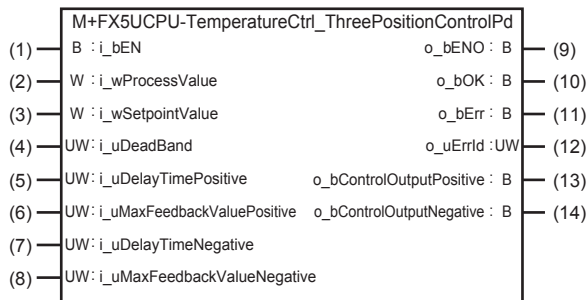 M+FX5UCPU-TemperatureCtrl_ThreePositionControlPd
(1) B : i_bEN o_bENO : B (9)
(2) W : i_wProcessValue o_bOK : B (10)
(3) W : i_wSetpointValue o_bErr : B (11)
(4) UW: i_uDeadBand o_uErrId :UW (12)
(5) UW: i_uDelayTimePositive o_bControlOutputPositive : B (13)
(6) UW: i_uMaxFeedbackValuePositive o_bControlOutputNegative : B (14)
(7) UW: i_uDelayTimeNegative
(8) UW: i_uMaxFeedbackValueNegative